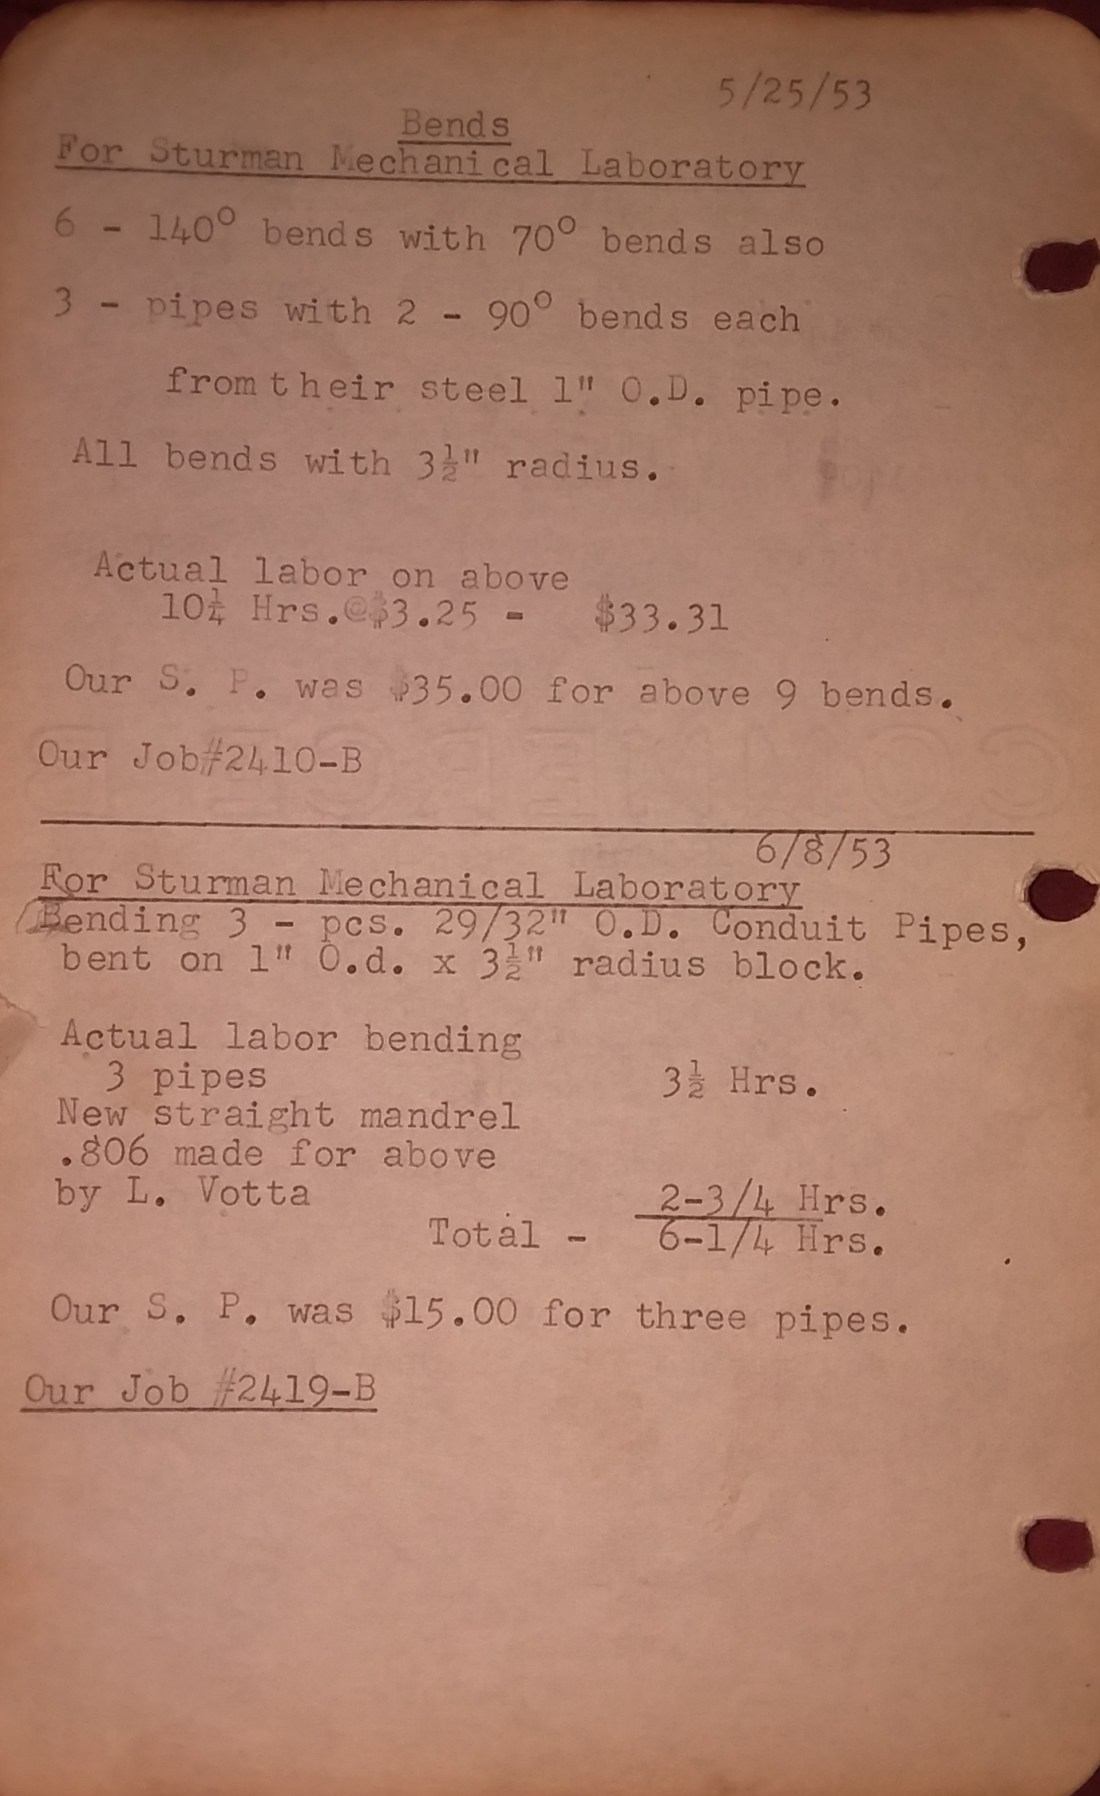 5/25/53
Bends
For Sturman Mechanical Laboratory
6 - 140° bends with 70° bends also
3 - pipes with 2 - 90° bends each
from their steel 1" O.D. pipe.
All bends with 3½" radius.
Actual labor on above
10¼ Hrs.@$3.25 - $33.31
Our S. P. was $35.00 for above 9 bends.
Our Job#2410-B
6/8/53
For Sturman Mechanical Laboratory
Bending 3 - pcs. 29/32" O.D. Conduit Pipes,
bent on 1" O.d. x 3½" radius block.
Actual labor bending
3 pipes 3½ Hrs.
New straight mandrel
.806 made for above
by L. Votta 2-3/4 Hrs.
Total - 6-1/4 Hrs.
Our S. P. was $15.00 for three pipes.
Our Job #2419-B